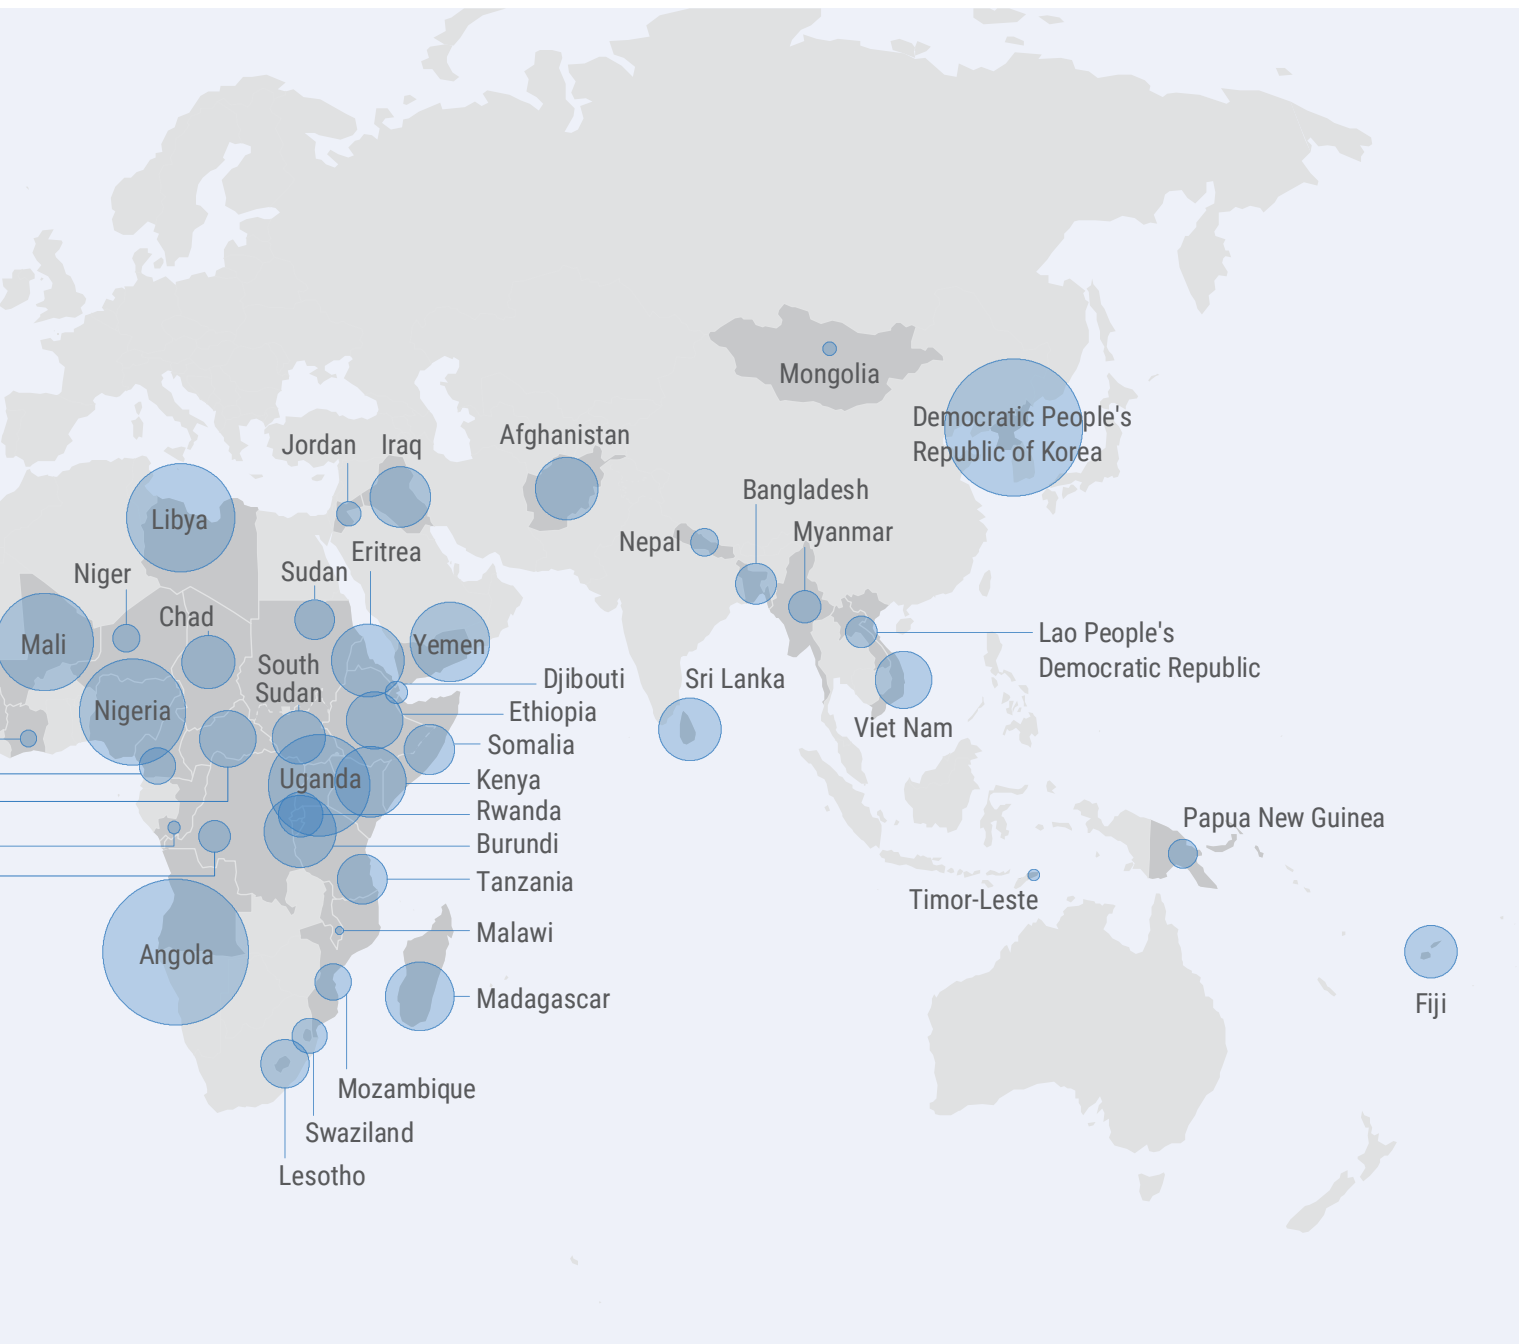 Mongolia
Democratic People's
Republic of Korea
Jordan
Iraq
Afghanistan
Bangladesh
Libya
Nepal
Myanmar
Eritrea
Niger
Sudan
Chad
Mali
Yemen
Lao People's
Democratic Republic
South
Sudan
Djibouti
Sri Lanka
Nigeria
Ethiopia
Viet Nam
Somalia
Uganda
Kenya
Rwanda
Papua New Guinea
Burundi
Tanzania
Timor-Leste
Malawi
Angola
Madagascar
Fiji
Mozambique
Swaziland
Lesotho